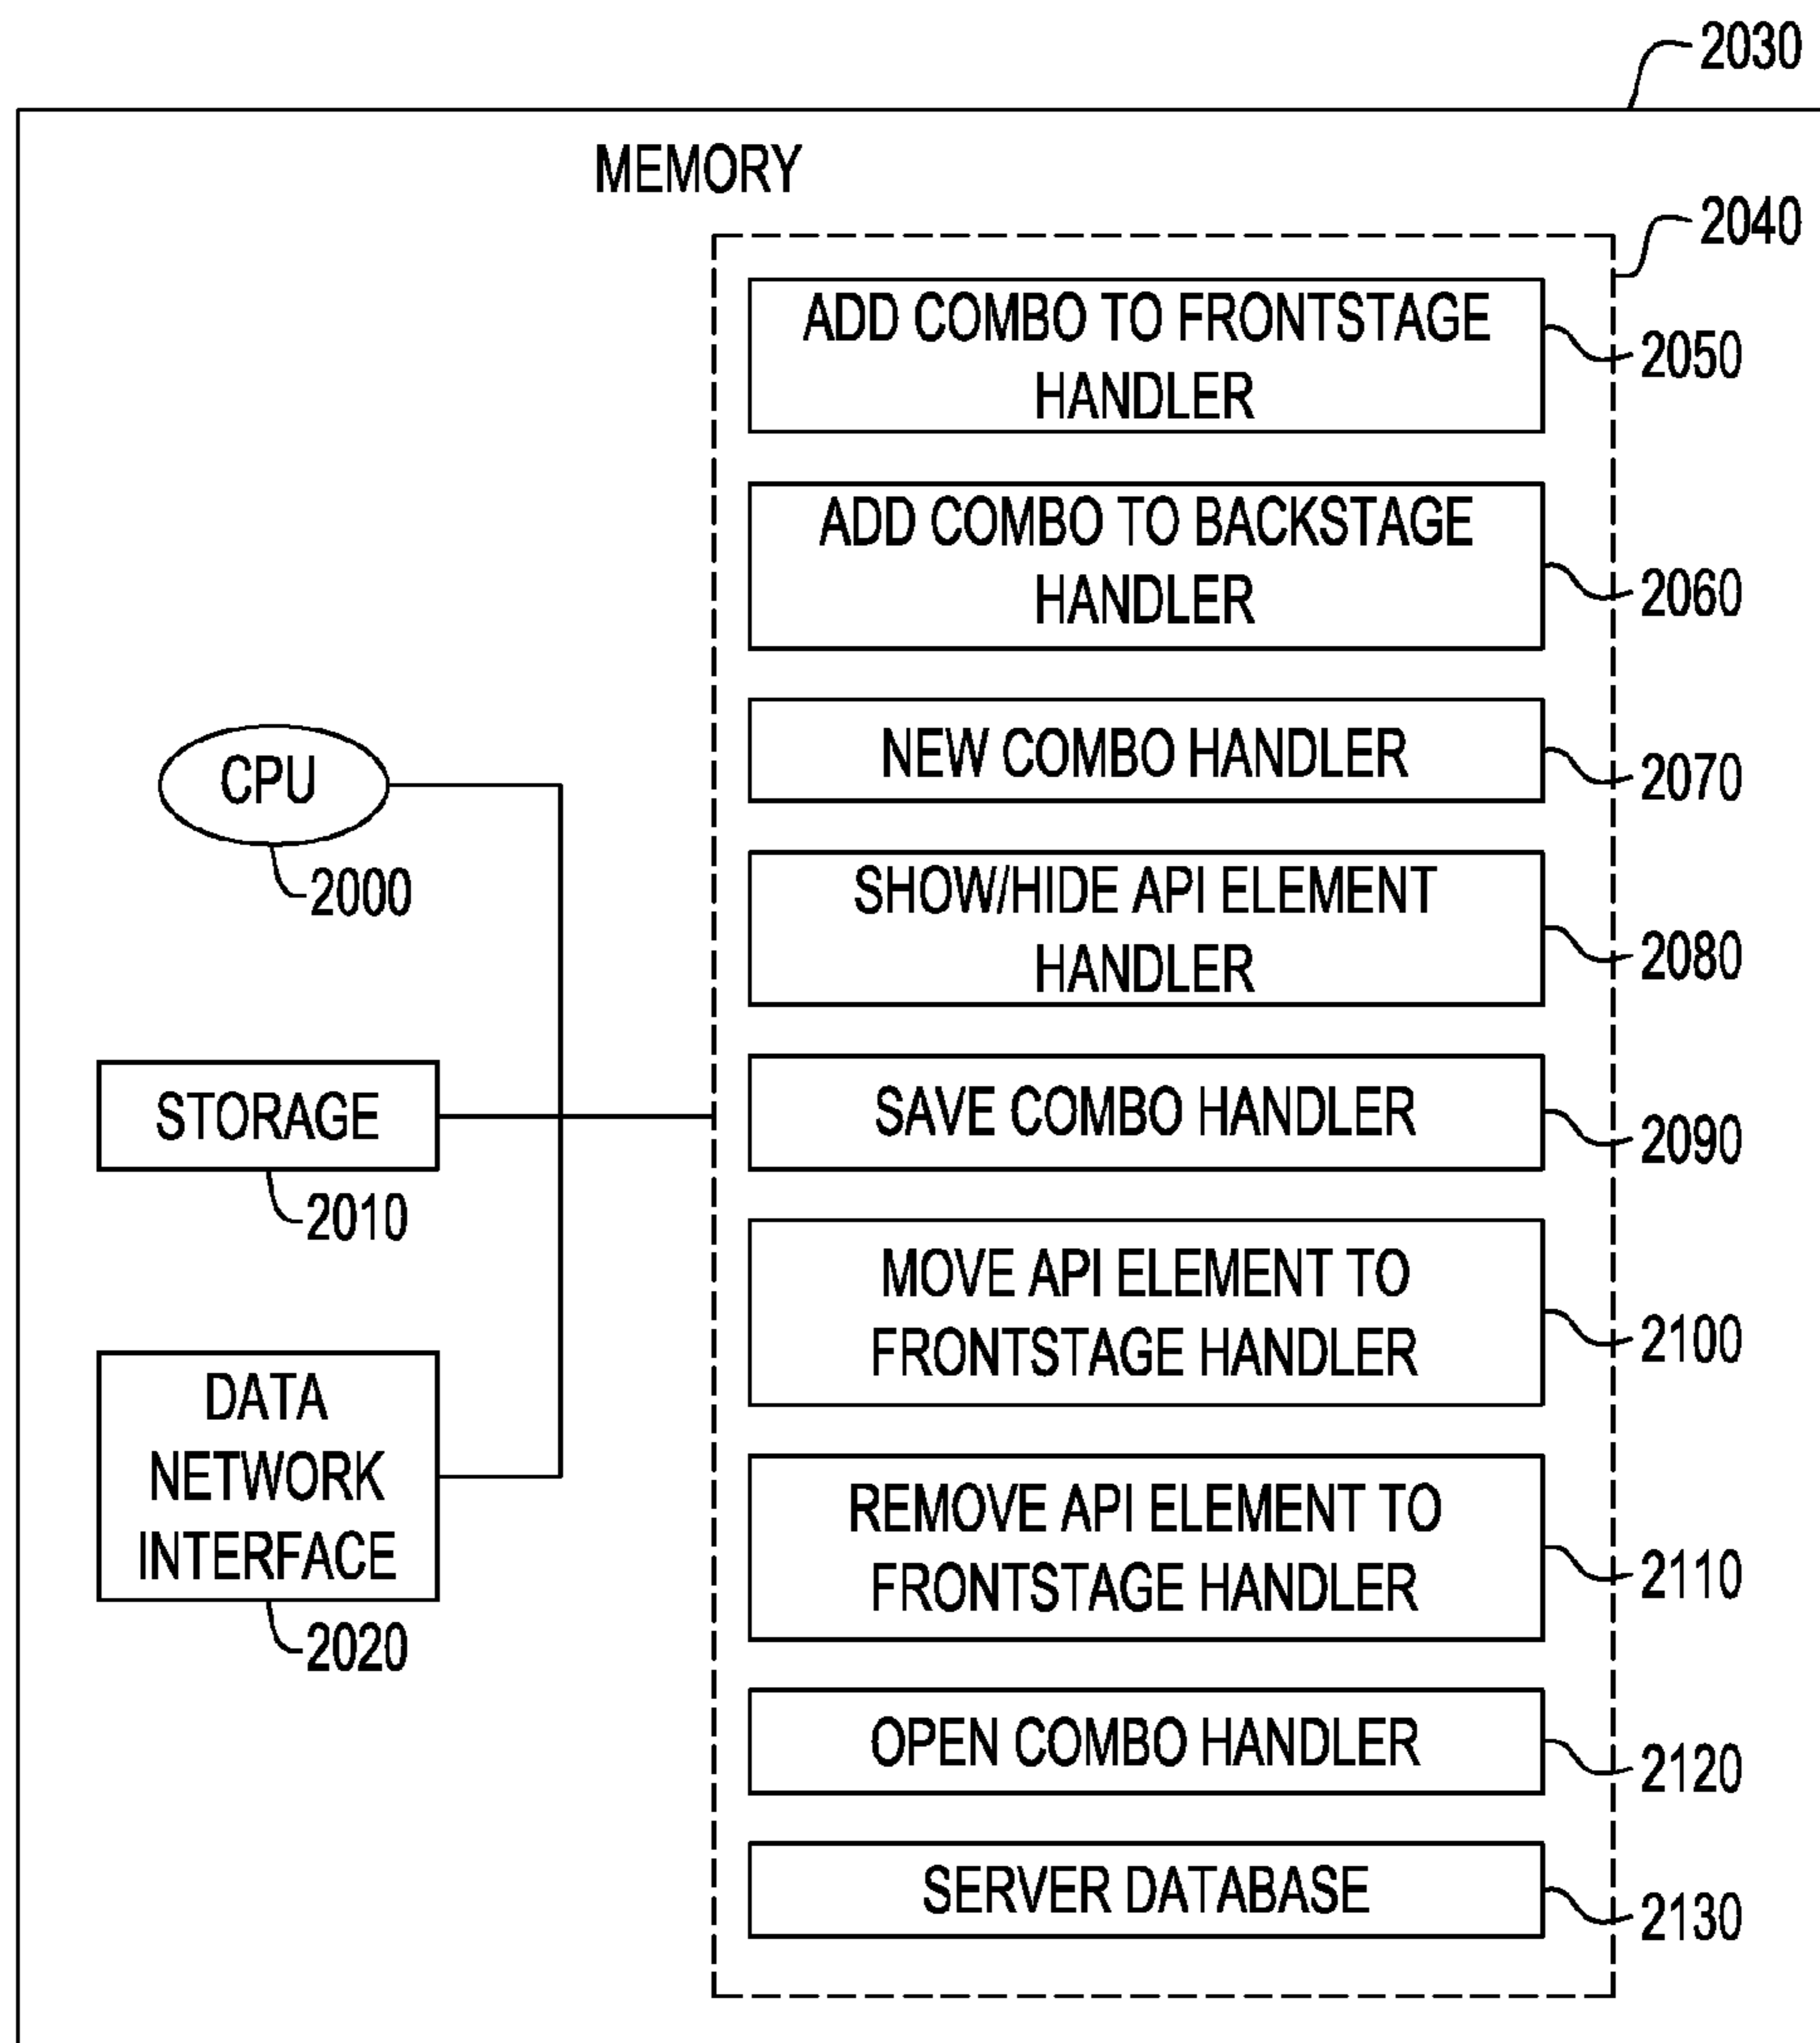 2030
MEMORY
2040
ADD COMBO TO FRONTSTAGE
HANDLER
2050
ADD COMBO TO BACKSTAGE
HANDLER
2060
NEW COMBO HANDLER
2070
CPU
2000
SHOW/HIDE API ELEMENT
HANDLER
2080
STORAGE
2010
SAVE COMBO HANDLER
2090
MOVE API ELEMENT TO
FRONTSTAGE HANDLER
2100
DATA
NETWORK
INTERFACE
2020
REMOVE API ELEMENT TO
FRONTSTAGE HANDLER
2110
OPEN COMBO HANDLER
2120
SERVER DATABASE
2130